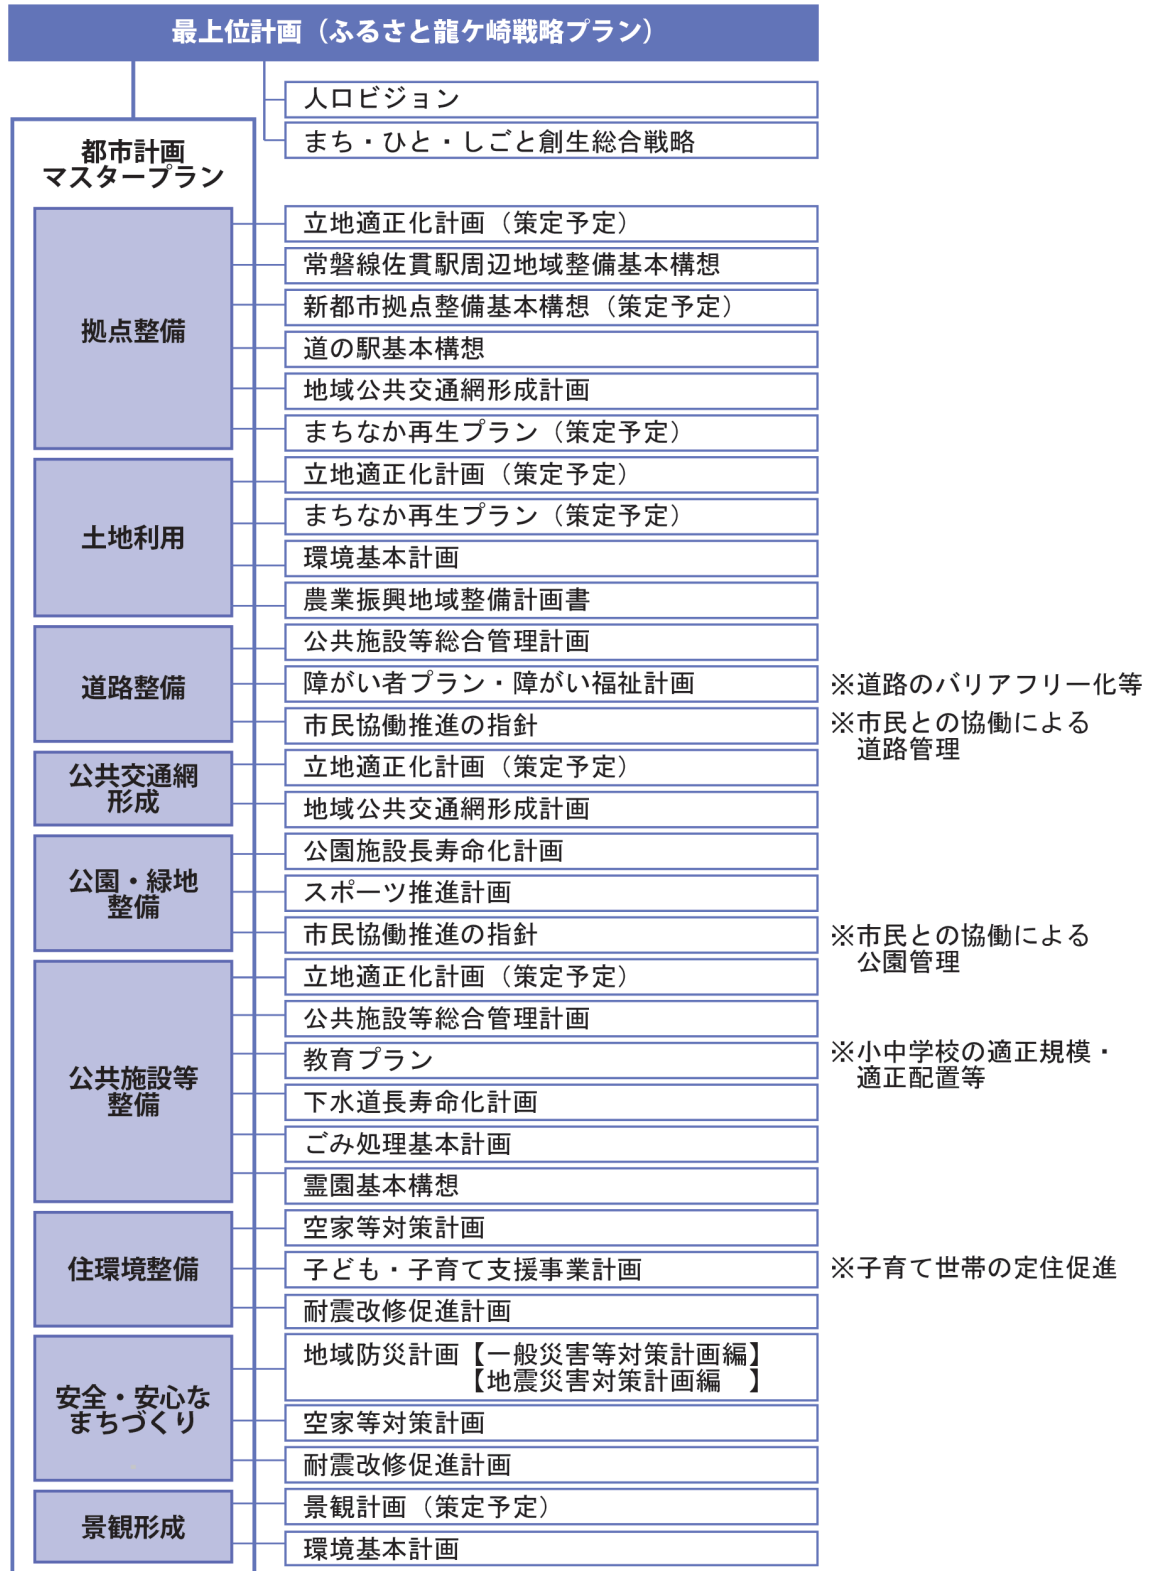 最上位計画（ふるさと龍ケ崎戦略プラン）
人口ビジョン
まち・ひと・しごと創生総合戦略
都市計画
マスタープラン
拠点整備
立地適正化計画（策定予定）
常磐線佐貫駅周辺地域整備基本構想
新都市拠点整備基本構想（策定予定）
道の駅基本構想
地域公共交通網形成計画
まちなか再生プラン（策定予定）
土地利用
立地適正化計画（策定予定）
まちなか再生プラン（策定予定）
環境基本計画
農業振興地域整備計画書
道路整備
公共施設等総合管理計画
障がい者プラン・障がい福祉計画
※道路のバリアフリー化等
市民協働推進の指針
※市民との協働による
道路管理
公共交通網
形成
立地適正化計画（策定予定）
地域公共交通網形成計画
公園・緑地
整備
公園施設長寿命化計画
スポーツ推進計画
市民協働推進の指針
※市民との協働による
公園管理
公共施設等
整備
立地適正化計画（策定予定）
公共施設等総合管理計画
教育プラン
※小中学校の適正規模・
適正配置等
下水道長寿命化計画
ごみ処理基本計画
霊園基本構想
住環境整備
空家等対策計画
子ども・子育て支援事業計画
※子育て世帯の定住促進
耐震改修促進計画
安全・安心な
まちづくり
地域防災計画【一般災害等対策計画編】
【地震災害対策計画編　】
空家等対策計画
耐震改修促進計画
景観形成
景観計画（策定予定）
環境基本計画